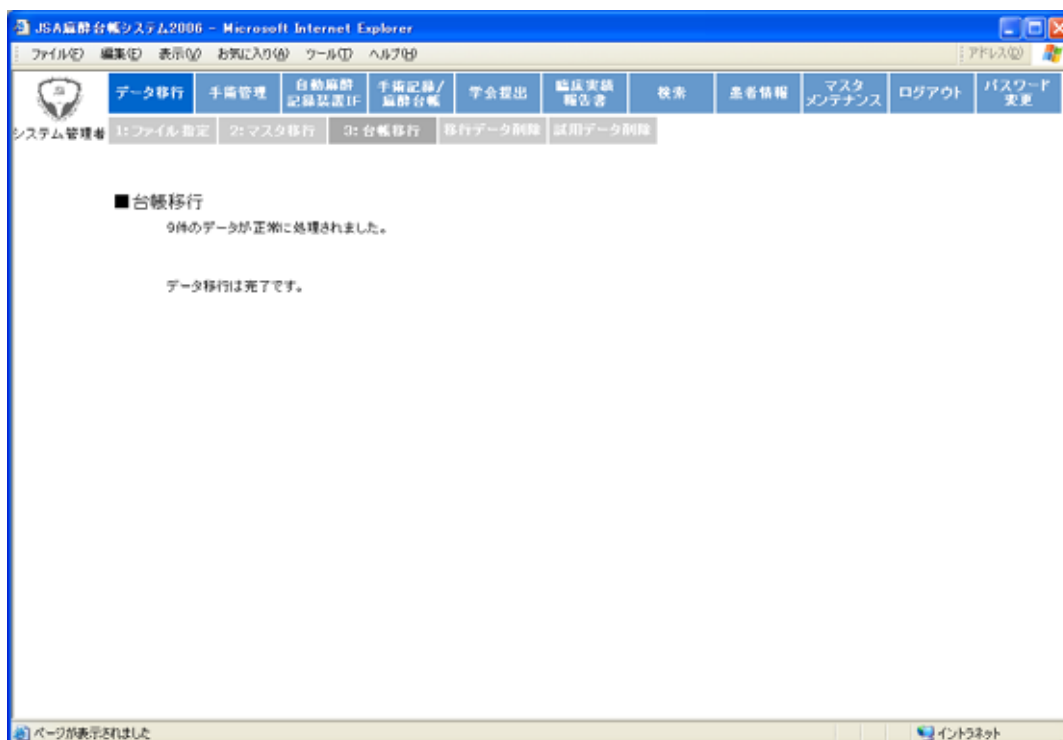 JSA麻酔台帳システム2006 - Microsoft Internet Explorer
ファイル(F) 編集(E) 表示(V) お気に入り(A) ツール(T) ヘルプ(H) アドレス(D)
データ移行 手術管理 自動麻酔記録装置IF 手術記録/麻酔台帳 学会提出 臨床実績報告書 検索 患者情報 マスタメンテナンス ログアウト パスワード変更
システム管理者 1:ファイル指定 2:マスタ移行 3:台帳移行 移行データ削除 試用データ削除
■台帳移行
9件のデータが正常に処理されました。
データ移行は完了です。
ページが表示されました イントラネット